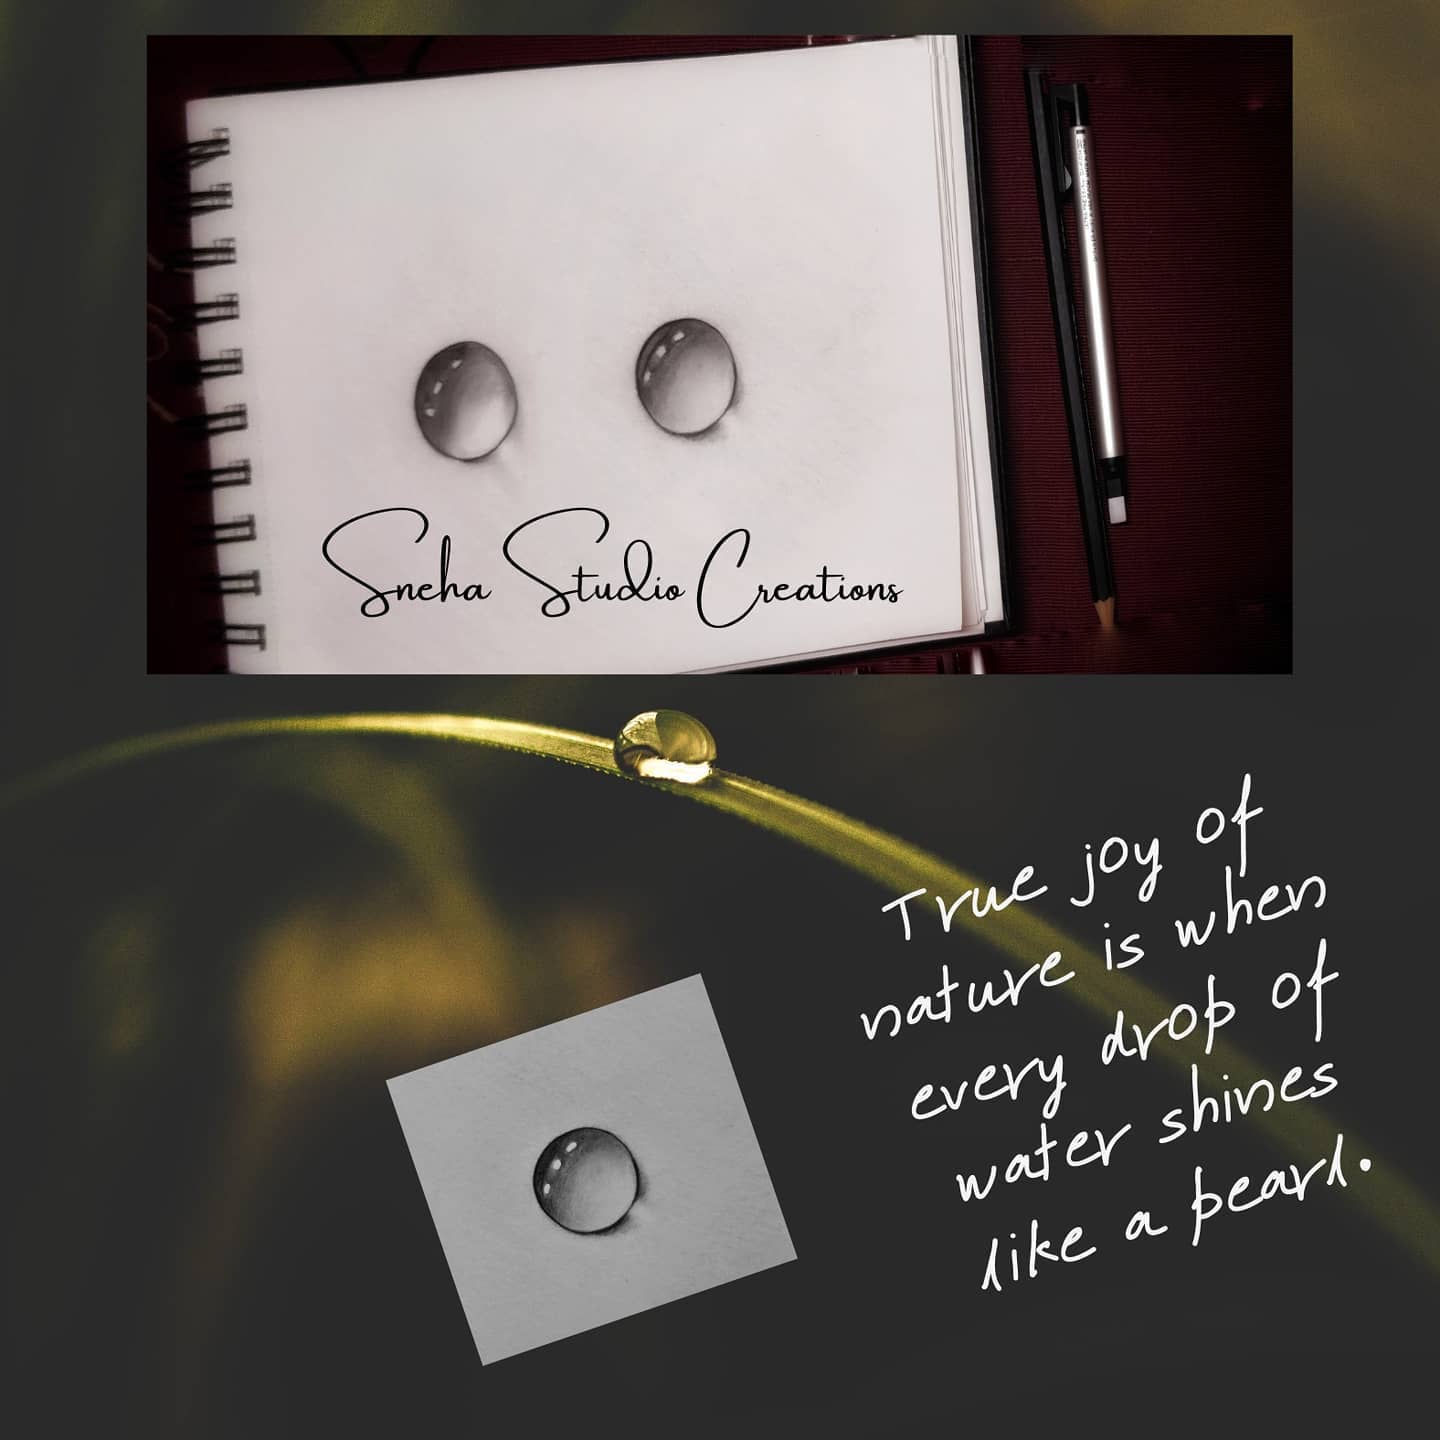 Sneha Studio Creations
True joy of
nature is when
every drop of
water shines
like a pearl.